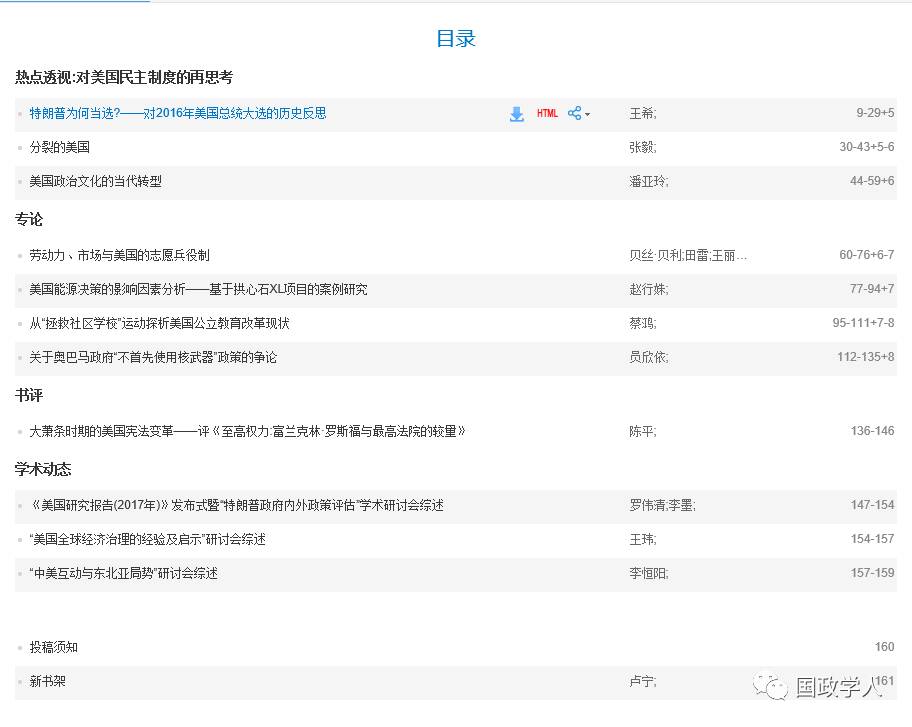 目录
热点透视:对美国民主制度的再思考
特朗普为何当选?——对2016年美国总统大选的历史反思 HTML 王希; 9-29+5
分裂的美国 张毅; 30-43+5-6
美国政治文化的当代转型 潘亚玲; 44-59+6
专论
劳动力、市场与美国的志愿兵役制 贝丝·贝利;田雷;王丽... 60-76+6-7
美国能源决策的影响因素分析——基于拱心石XL项目的案例研究 赵行姝; 77-94+7
从“拯救社区学校”运动探析美国公立教育改革现状 蔡鸿; 95-111+7-8
关于奥巴马政府“不首先使用核武器”政策的争论 员欣依; 112-135+8
书评
大萧条时期的美国宪法变革——评《至高权力:富兰克林·罗斯福与最高法院的较量》 陈平; 136-146
学术动态
《美国研究报告(2017年)》发布式暨“特朗普政府内外政策评估”学术研讨会综述 罗伟清;李墨; 147-154
“美国全球经济治理的经验及启示”研讨会综述 王玮; 154-157
“中美互动与东北亚局势”研讨会综述 李恒阳; 157-159
投稿须知 160
新书架 卢宁; 161
国政学人